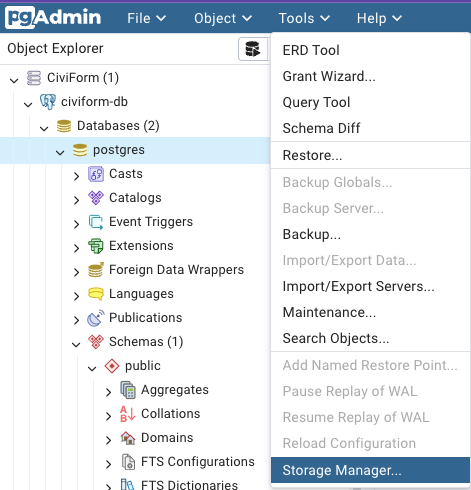 pgAdmin File Object Tools Help
Object Explorer
CiviForm (1)
civiform-db
Databases (2)
postgres
Casts
Catalogs
Event Triggers
Extensions
Foreign Data Wrappers
Languages
Publications
Schemas (1)
public
Aggregates
Collations
Domains
FTS Configurations
FTS Dictionaries
ERD Tool
Grant Wizard...
Query Tool
Schema Diff
Restore...
Backup Globals...
Backup Server...
Backup...
Import/Export Data...
Import/Export Servers...
Maintenance...
Search Objects...
Add Named Restore Point...
Pause Replay of WAL
Resume Replay of WAL
Reload Configuration
Storage Manager...